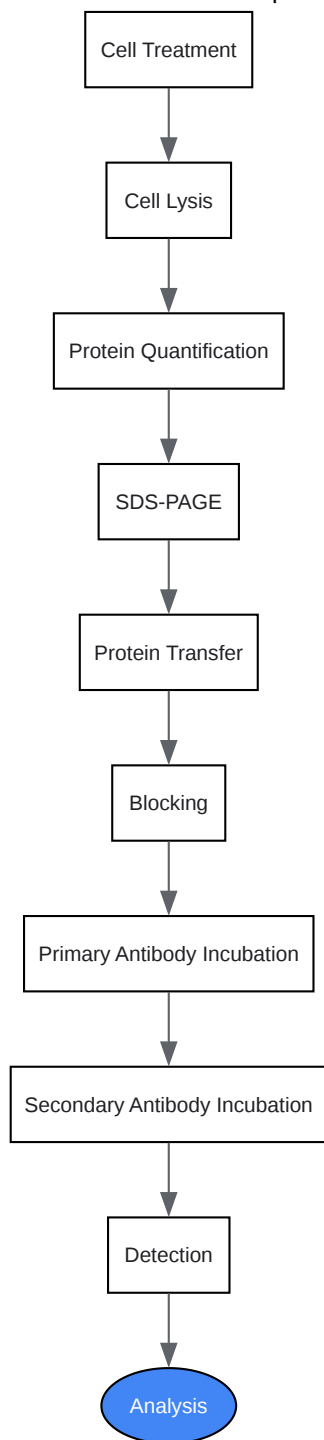 Cell Treatment
Cell Lysis
Protein Quantification
SDS-PAGE
Protein Transfer
Blocking
Primary Antibody Incubation
Secondary Antibody Incubation
Detection
Analysis